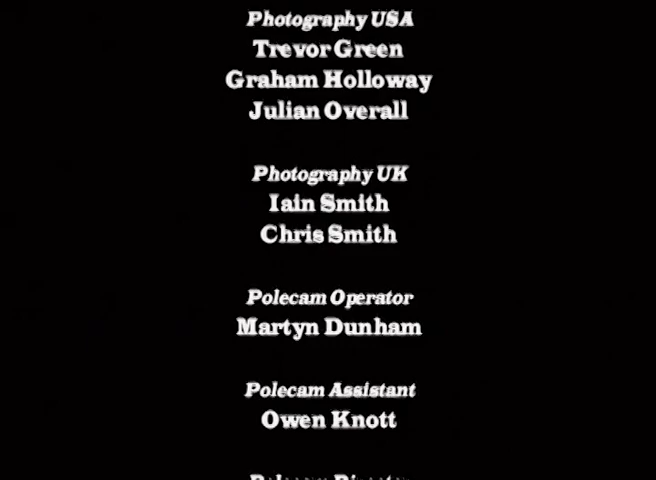 Photography USA
Trevor Green
Graham Holloway
Julian Overall
Photography UK
Iain Smith
Chris Smith
Polecam Operator
Martyn Dunham
Polecam Assistant
Owen Knott